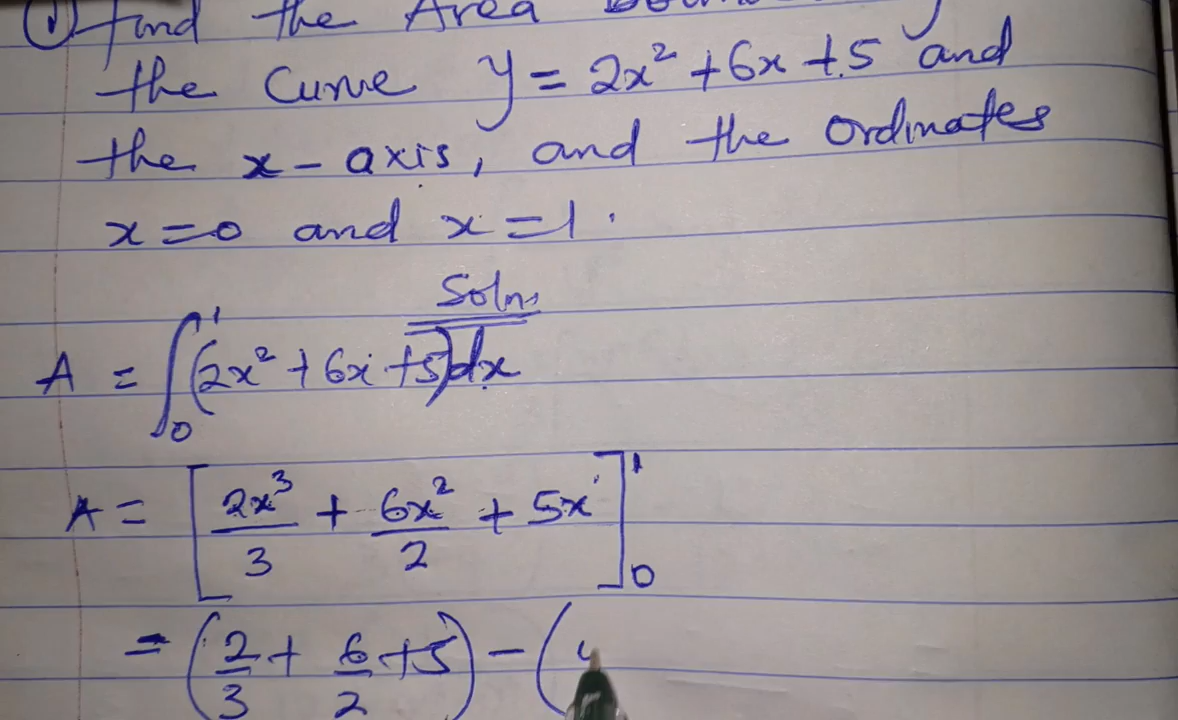 ① Find the Area
the Curve y = 2x² + 6x + 5 and
the x - axis, and the Ordinates
x = 0 and x = 1.
Soln
A = ∫₀¹ (2x² + 6x + 5)dx
A = [2x³/3 + 6x²/2 + 5x]₀¹
= (2/3 + 6/2 + 5) - (